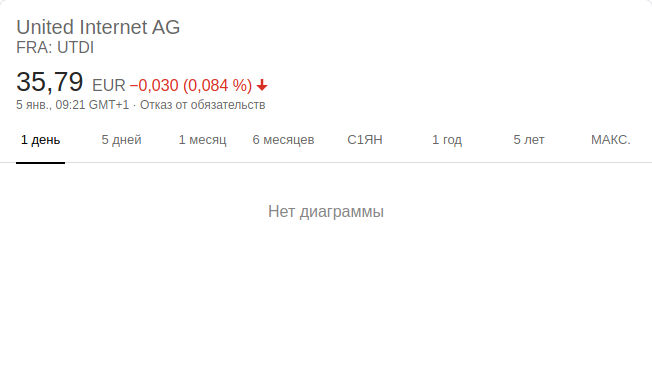 United Internet AG
FRA: UTDI
35,79 EUR −0,030 (0,084 %)
5 янв., 09:21 GMT+1 · Отказ от обязательств
1 день 5 дней 1 месяц 6 месяцев С1ЯН 1 год 5 лет МАКС.
Нет диаграммы